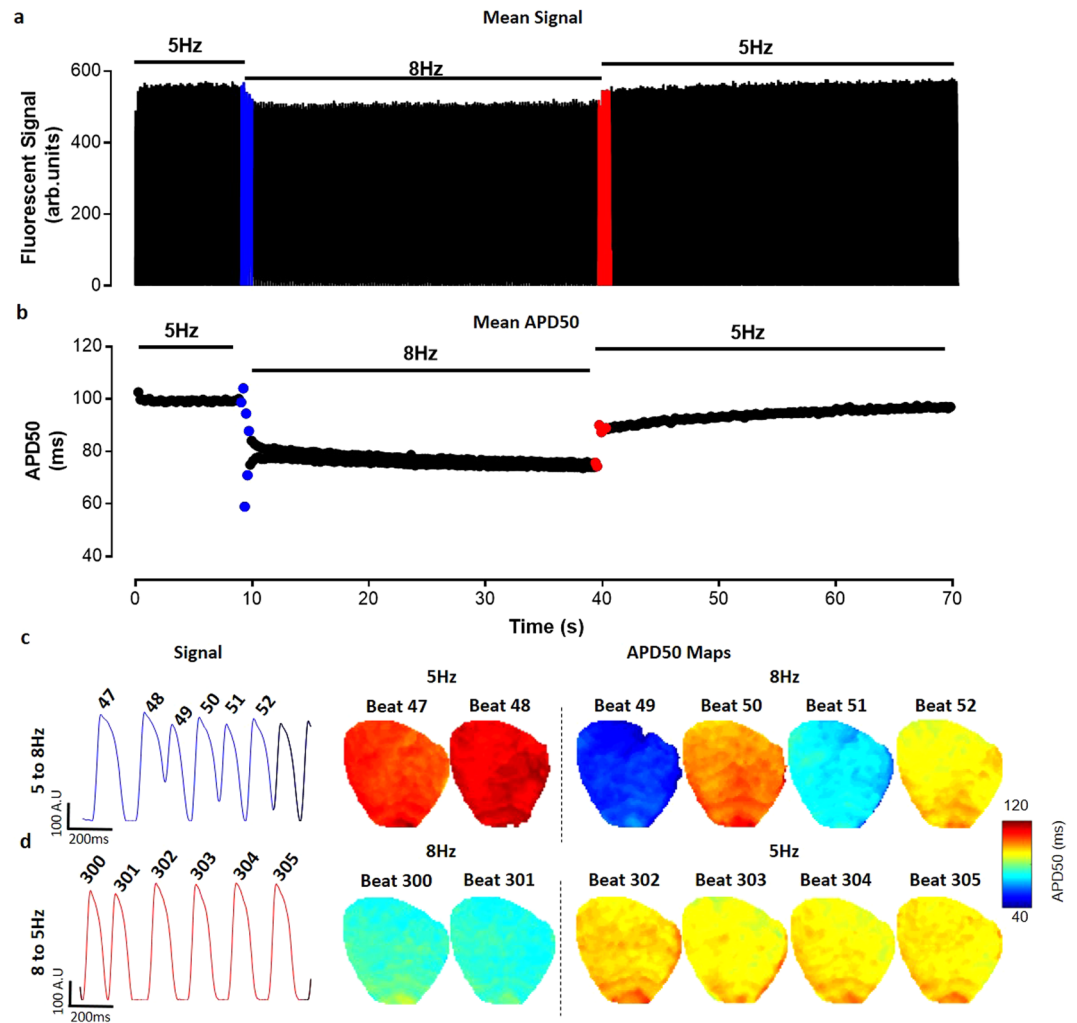 a
Mean Signal
5Hz
8Hz
5Hz
Fluorescent Signal
(arb.units)
600
400
200
0
b
Mean APD50
5Hz
8Hz
5Hz
APD50
(ms)
120
100
80
60
40
0 10 20 30 40 50 60 70
Time (s)
c
Signal
APD50 Maps
5Hz
8Hz
5 to 8Hz
47 48 49 50 51 52
100 A.U
200ms
Beat 47 Beat 48 Beat 49 Beat 50 Beat 51 Beat 52
120
APD50 (ms)
40
d
8Hz
5Hz
8 to 5Hz
300 301 302 303 304 305
100 A.U
200ms
Beat 300 Beat 301 Beat 302 Beat 303 Beat 304 Beat 305